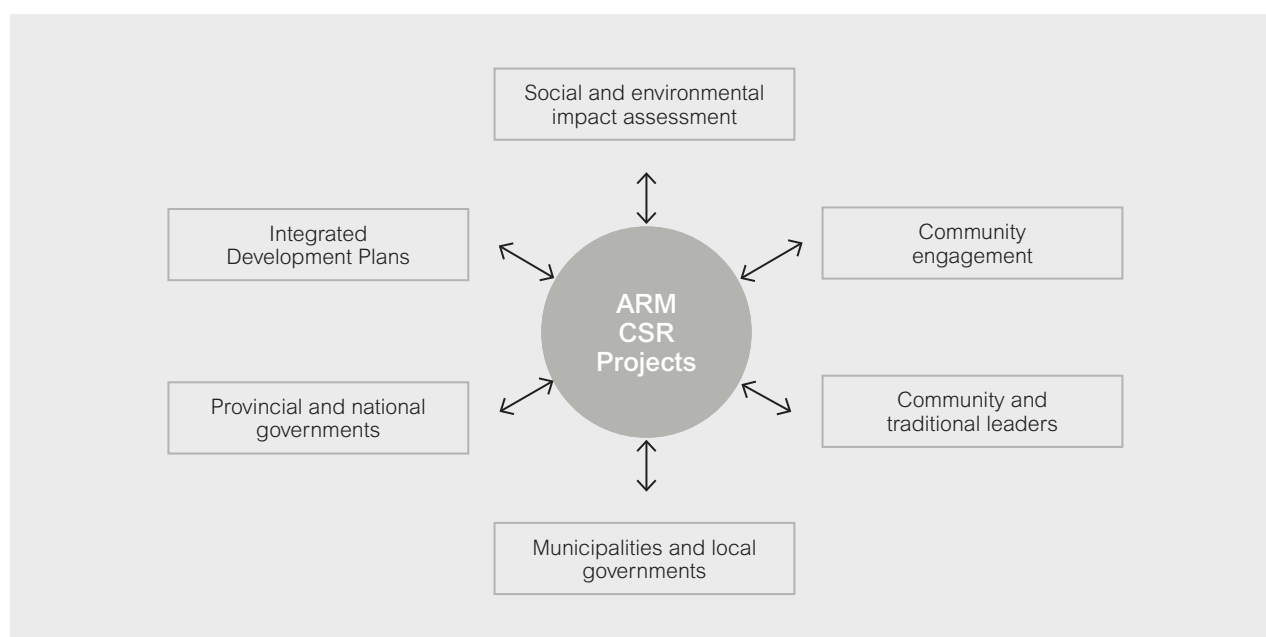 Social and environmental
impact assessment
Integrated
Development Plans
Community
engagement
ARM
CSR
Projects
Provincial and national
governments
Community and
traditional leaders
Municipalities and local
governments